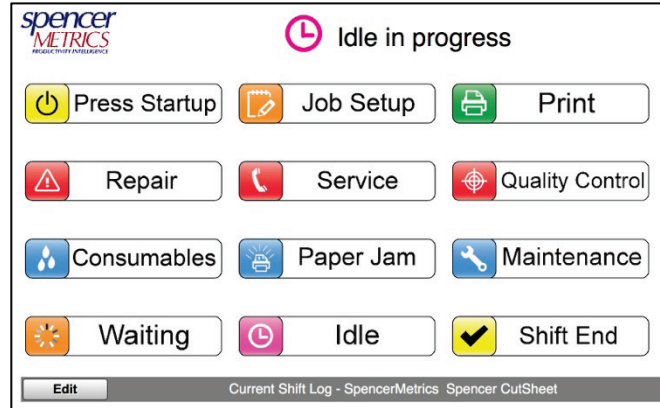 spencer
METRICS
PRODUCTIVITY INTELLIGENCE
Idle in progress
Press Startup
Job Setup
Print
Repair
Service
Quality Control
Consumables
Paper Jam
Maintenance
Waiting
Idle
Shift End
Edit
Current Shift Log - SpencerMetrics Spencer CutSheet